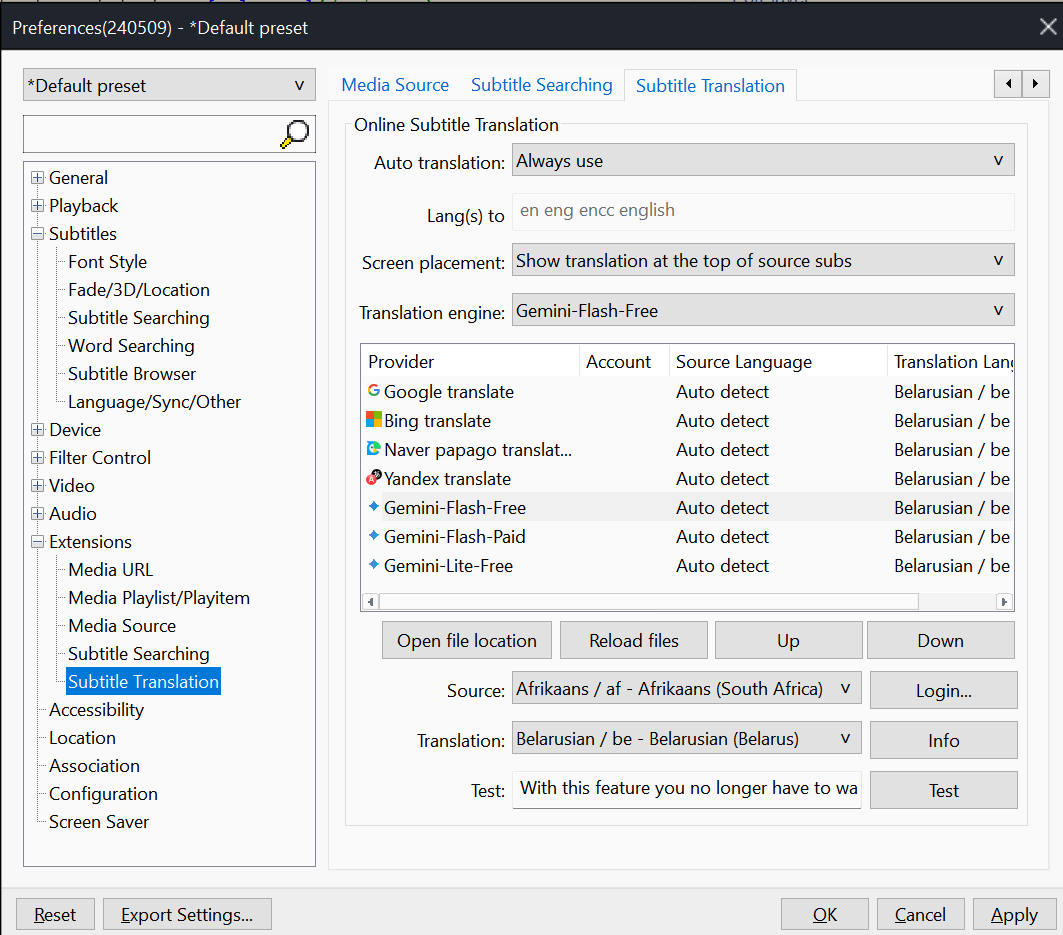 Preferences(240509) - *Default preset
*Default preset
General
Playback
Subtitles
Font Style
Fade/3D/Location
Subtitle Searching
Word Searching
Subtitle Browser
Language/Sync/Other
Device
Filter Control
Video
Audio
Extensions
Media URL
Media Playlist/Playitem
Media Source
Subtitle Searching
Subtitle Translation
Accessibility
Location
Association
Configuration
Screen Saver
Media Source Subtitle Searching Subtitle Translation
Online Subtitle Translation
Auto translation: Always use
Lang(s) to en eng encc english
Screen placement: Show translation at the top of source subs
Translation engine: Gemini-Flash-Free
Provider Account Source Language Translation Lang
Google translate Auto detect Belarusian / be
Bing translate Auto detect Belarusian / be
Naver papago translat... Auto detect Belarusian / be
Yandex translate Auto detect Belarusian / be
Gemini-Flash-Free Auto detect Belarusian / be
Gemini-Flash-Paid Auto detect Belarusian / be
Gemini-Lite-Free Auto detect Belarusian / be
Open file location Reload files Up Down
Source: Afrikaans / af - Afrikaans (South Africa) Login...
Translation: Belarusian / be - Belarusian (Belarus) Info
Test: With this feature you no longer have to wa Test
Reset Export Settings... OK Cancel Apply